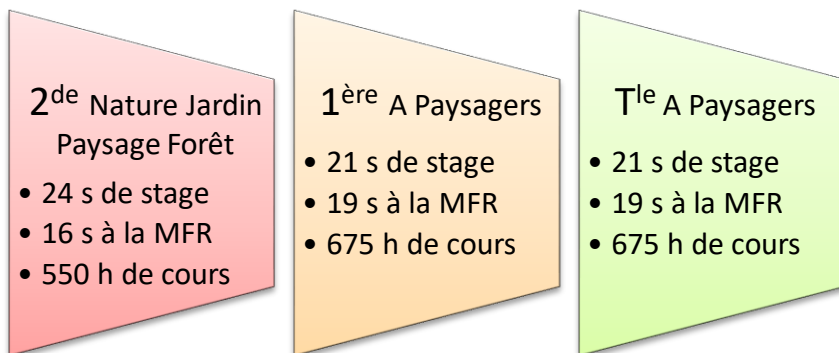 2de Nature Jardin
Paysage Forêt
• 24 s de stage
• 16 s à la MFR
• 550 h de cours
1ère A Paysagers
• 21 s de stage
• 19 s à la MFR
• 675 h de cours
Tle A Paysagers
• 21 s de stage
• 19 s à la MFR
• 675 h de cours